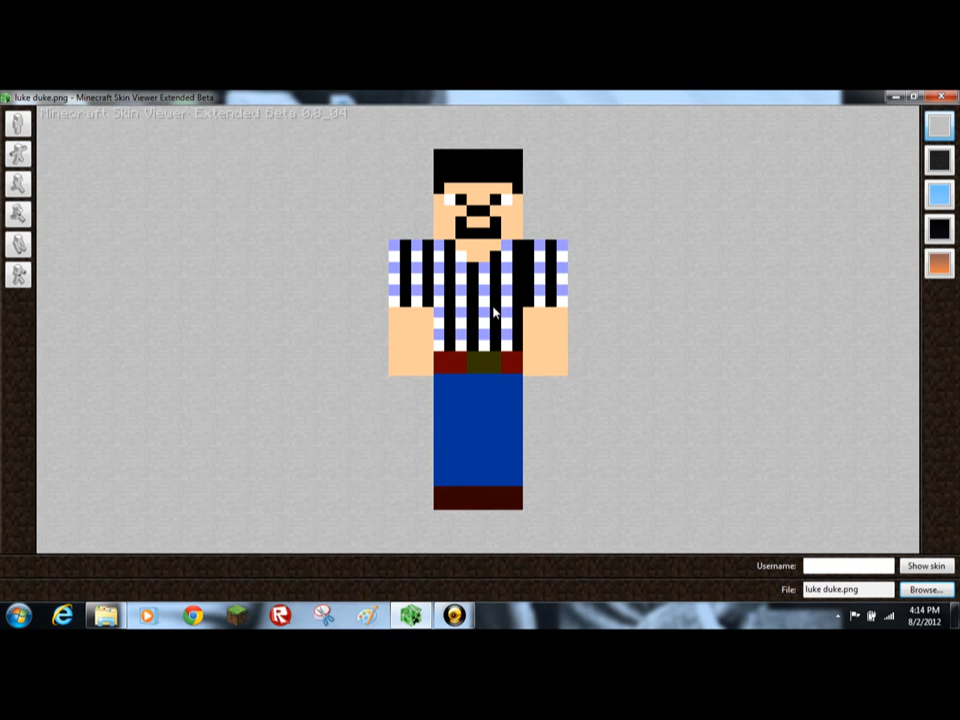 luke duke.png - Minecraft Skin Viewer Extended Beta
Minecraft Skin Viewer Extended Beta 0.8_04
Username:
Show skin
File:
luke duke.png
Browse...
4:14 PM
8/2/2012